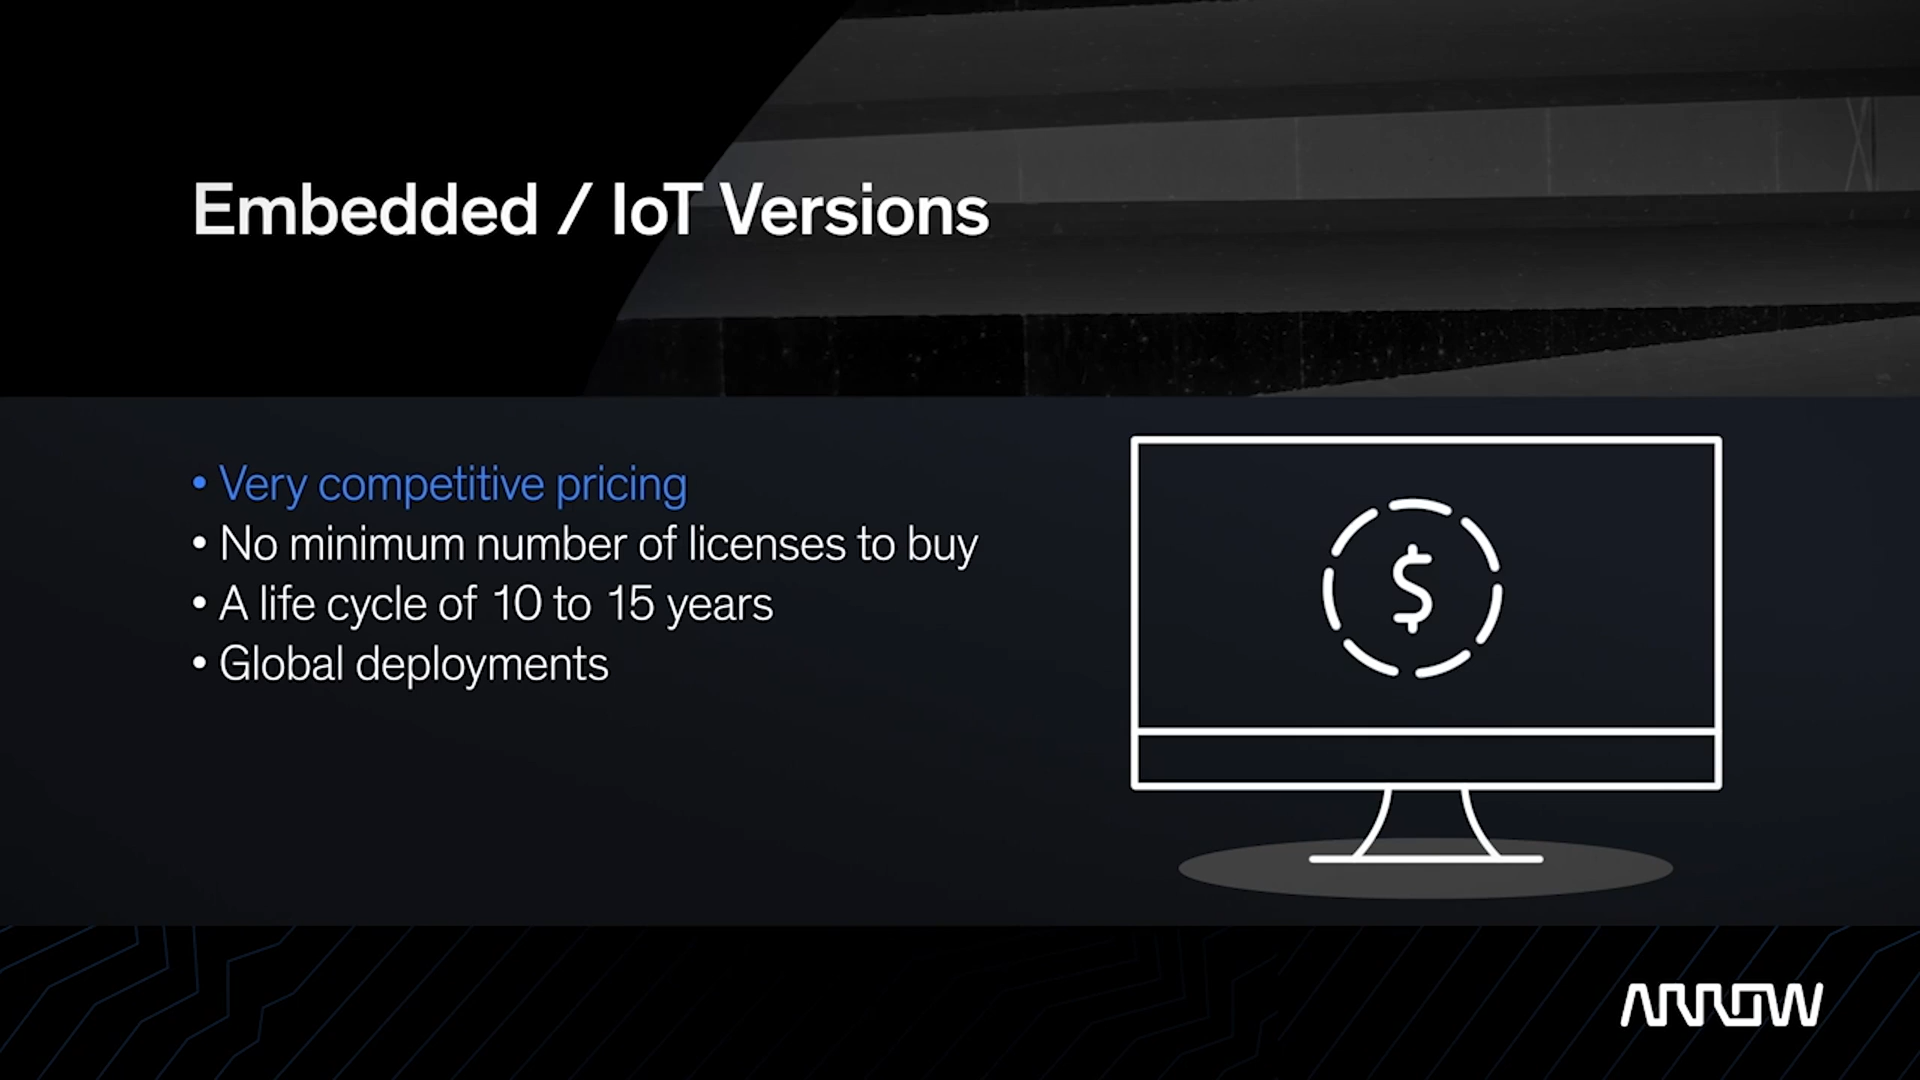 Embedded / IoT Versions
• Very competitive pricing
• No minimum number of licenses to buy
• A life cycle of 10 to 15 years
• Global deployments
$
ARROW